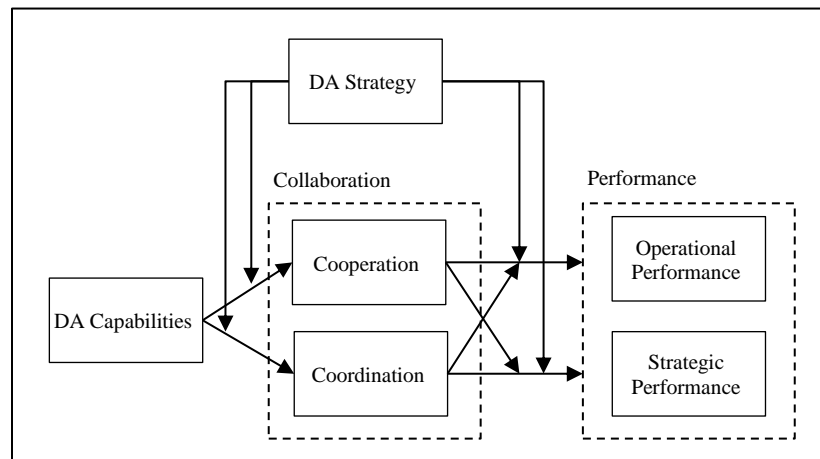 DA Strategy
Collaboration
Performance
Cooperation
Operational
Performance
DA Capabilities
Coordination
Strategic
Performance